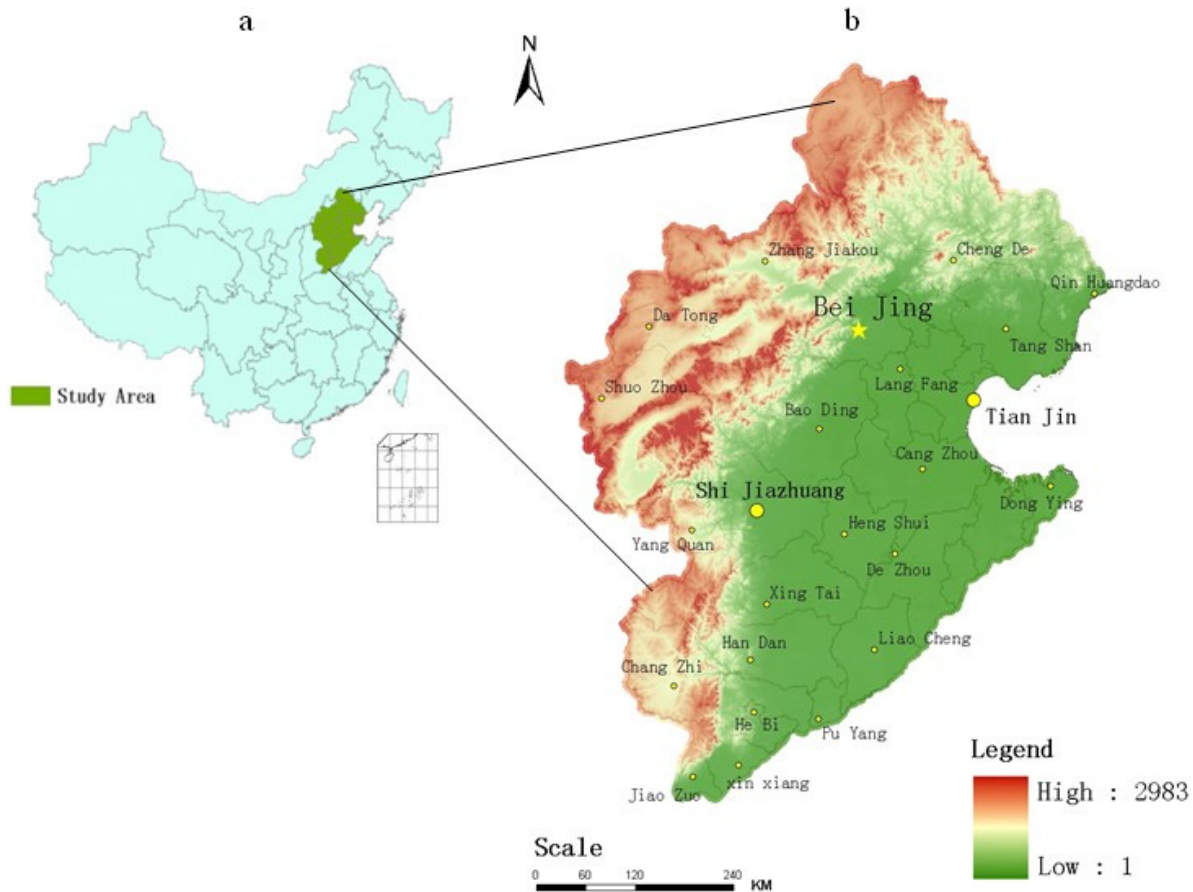 a
b
N
Zhang Jiakou
Cheng De
Qin Huangdao
Bei Jing
Da Tong
Tang Shan
Lang Fang
Shuo Zhou
Study Area
Bao Ding
Tian Jin
Cang Zhou
Shi Jiazhuang
Dong Ying
Heng Shui
Yang Quan
De Zhou
Xing Tai
Han Dan
Liao Cheng
Chang Zhi
He Bi
Pu Yang
xin xiang
Jiao Zuo
Legend
High : 2983
Low : 1
Scale
0 60 120 240
KM